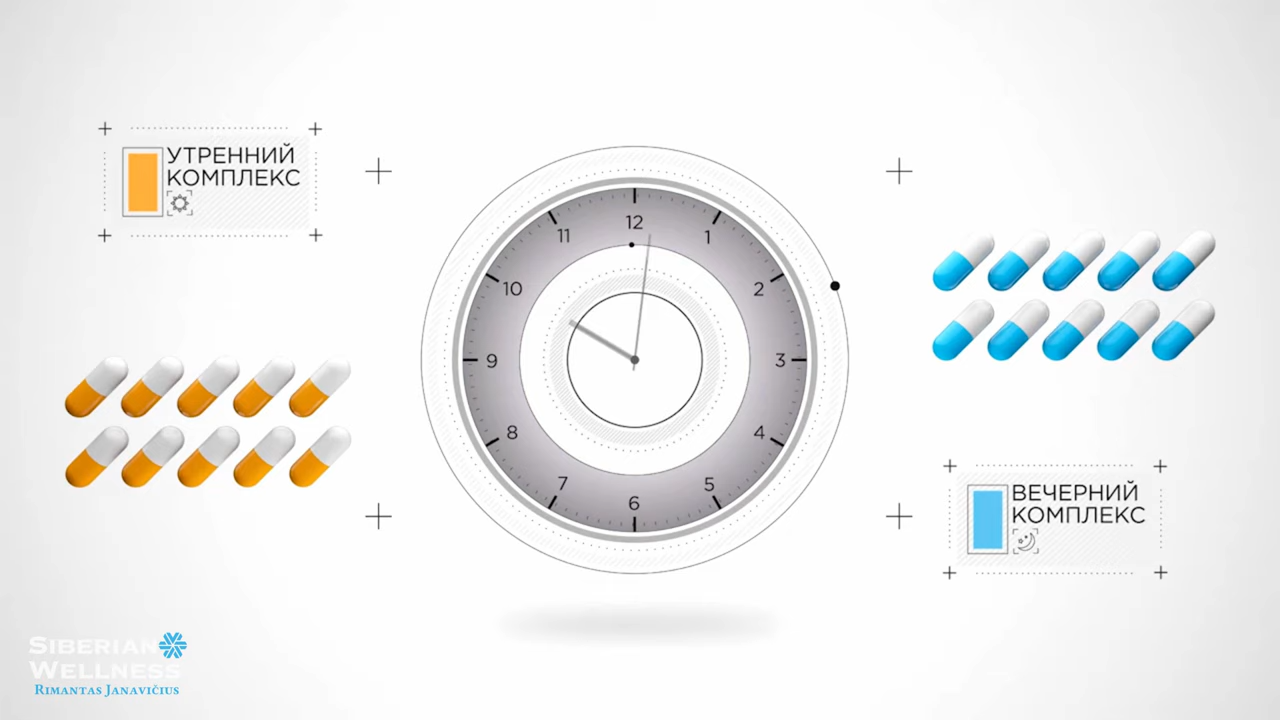 УТРЕННИЙ
КОМПЛЕКС
12
11
1
10
2
9
3
8
4
7
5
6
ВЕЧЕРНИЙ
КОМПЛЕКС
SIBERIAN
WELLNESS
RIMANTAS JANAVIČIUS